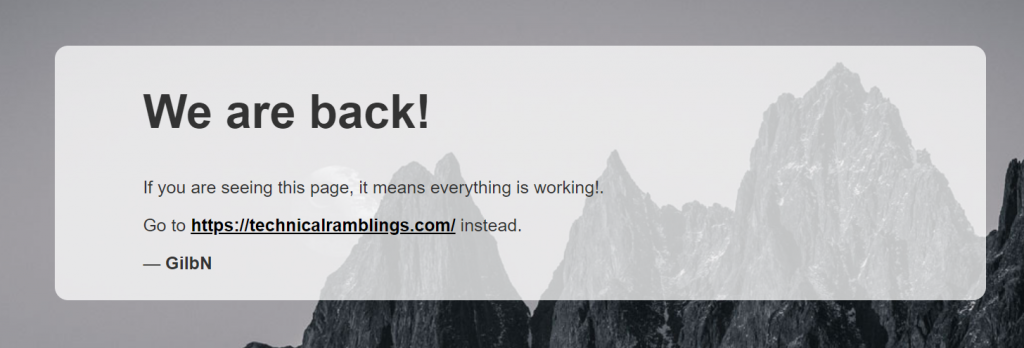 We are back!
If you are seeing this page, it means everything is working!.
Go to https://technicalramblings.com/ instead.
— GilbN